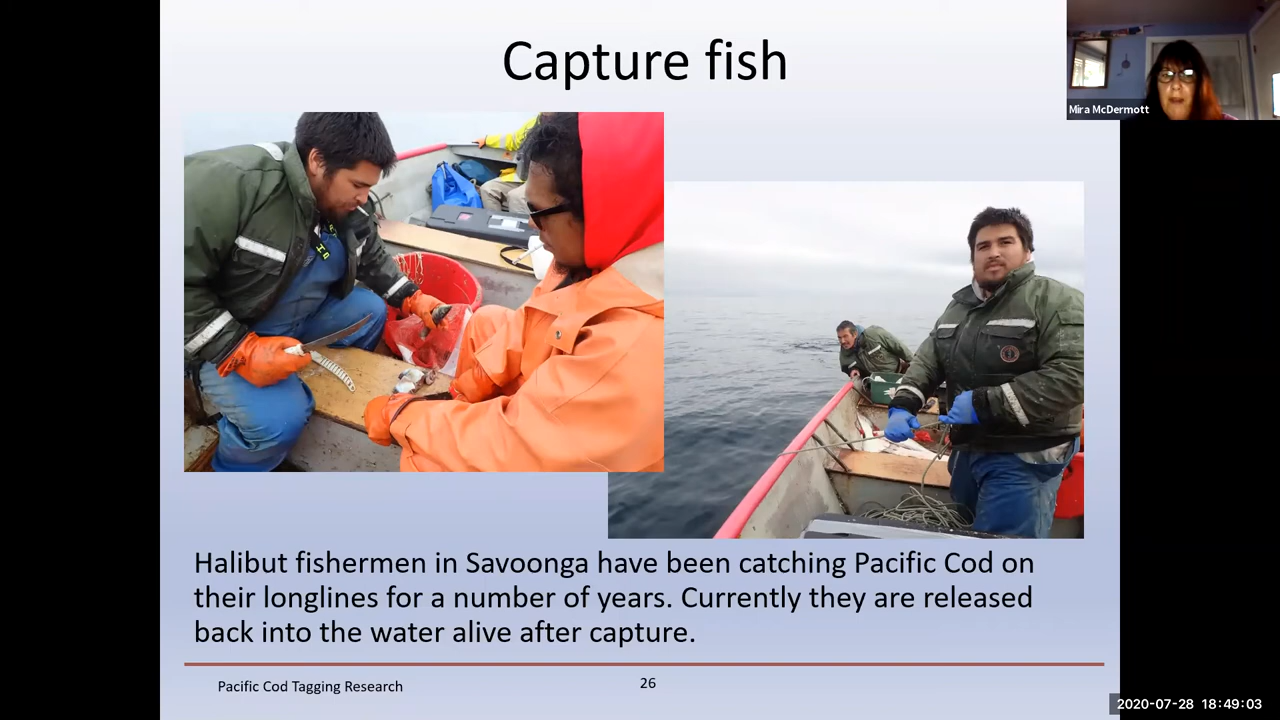 Capture fish
Mira McDermott
Halibut fishermen in Savoonga have been catching Pacific Cod on
their longlines for a number of years. Currently they are released
back into the water alive after capture.
Pacific Cod Tagging Research
26
2020-07-28 18:49:03